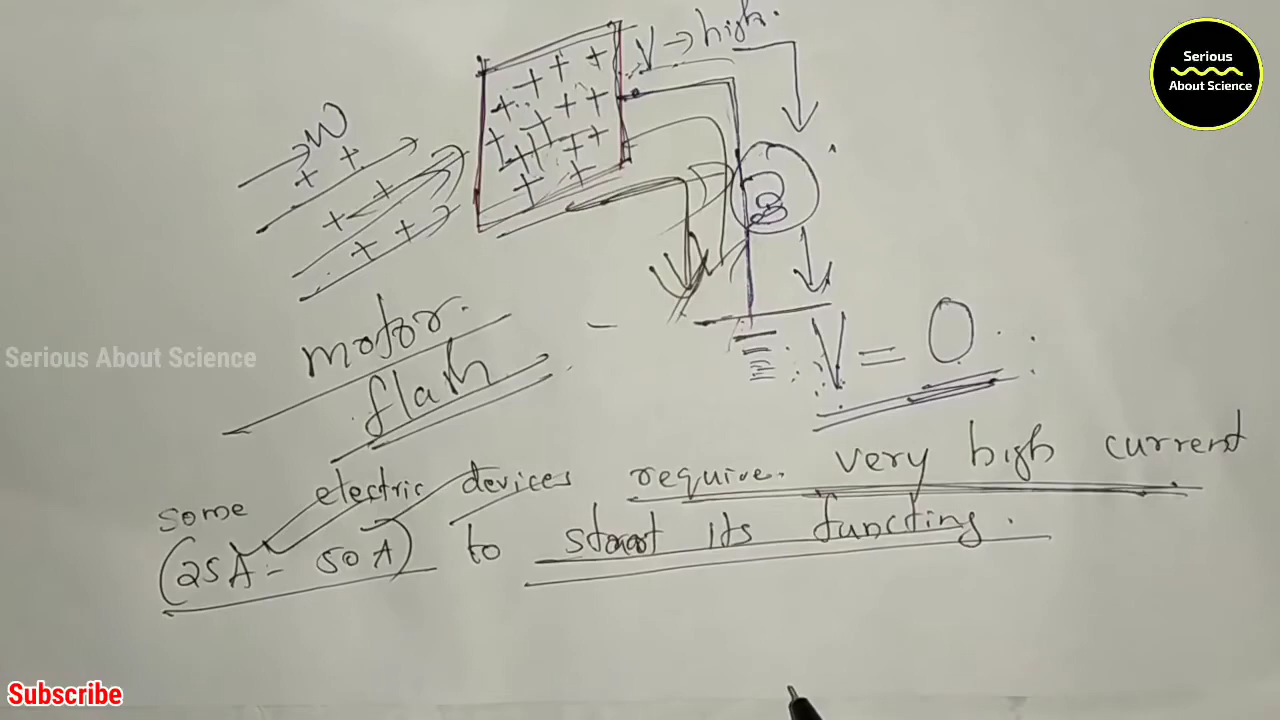 V → high.
Serious
About Science
W
V = 0
motor.
flash
Serious About Science
some electric devices require. very high current
(25A - 50A) to start its functing.
Subscribe